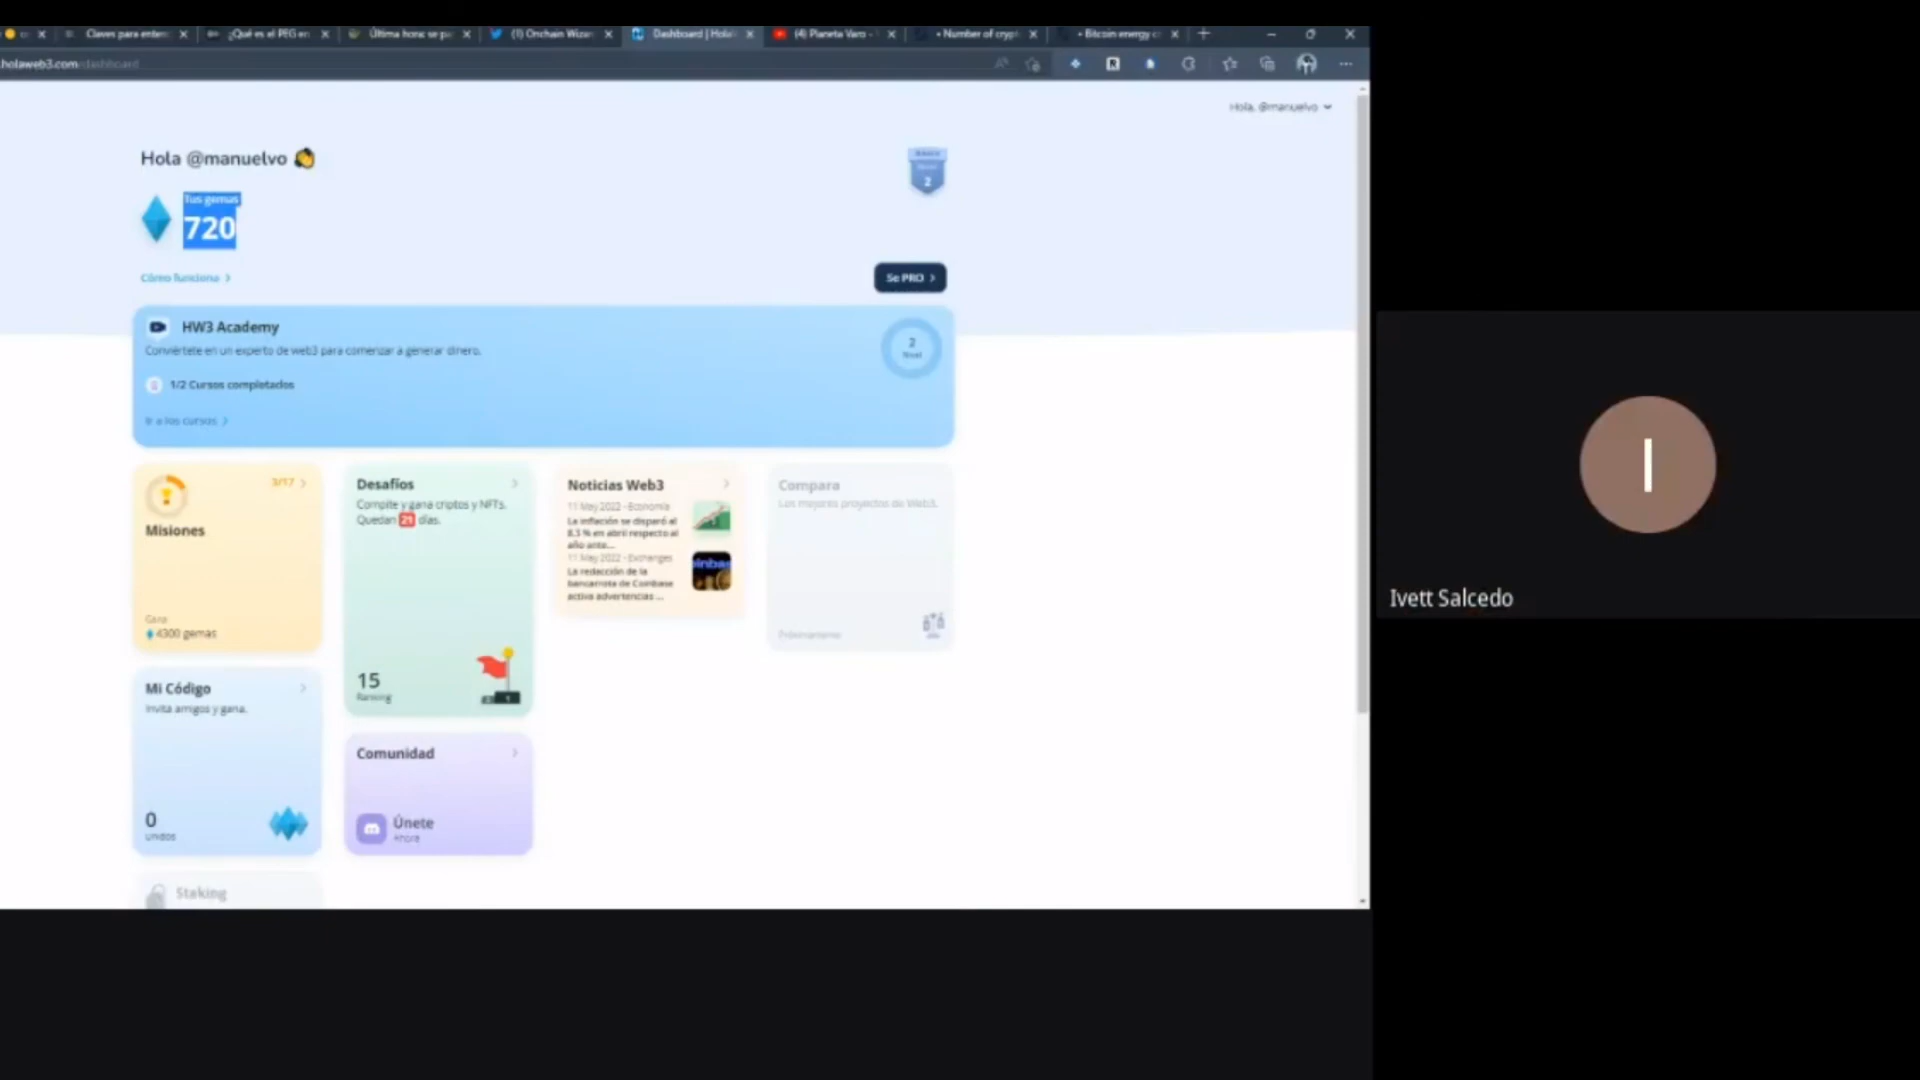 Claves para enten
¿Qué es el PEG en
Última hora: se pa
(1) Onchain Wizar
Dashboard | Hola
(4) Planeta Varo -
• Number of crypt
• Bitcoin energy c
holaweb3.com/dashboard
Hola, @manuelvo
Hola @manuelvo
2
Tus gemas
720
Cómo funciona >
Se PRO >
HW3 Academy
Conviértete en un experto de web3 para comenzar a generar dinero.
2
Nivel
1/2 Cursos completados
Ir a los cursos >
3/17 >
Misiones
Gana
4300 gemas
Desafíos
Compite y gana criptos y NFTs.
Quedan 21 días.
15
Ranking
Noticias Web3
11 May 2022 - Economía
La inflación se disparó al
8,3 % en abril respecto al
año ante...
11 May 2022 - Exchanges
La redacción de la
bancarrota de Coinbase
activa advertencias ...
inbas
Compara
Los mejores proyectos de Web3.
Próximamente
Mi Código
Invita amigos y gana.
0
Unidos
Comunidad
Únete
Ahora
Staking
I
Ivett Salcedo